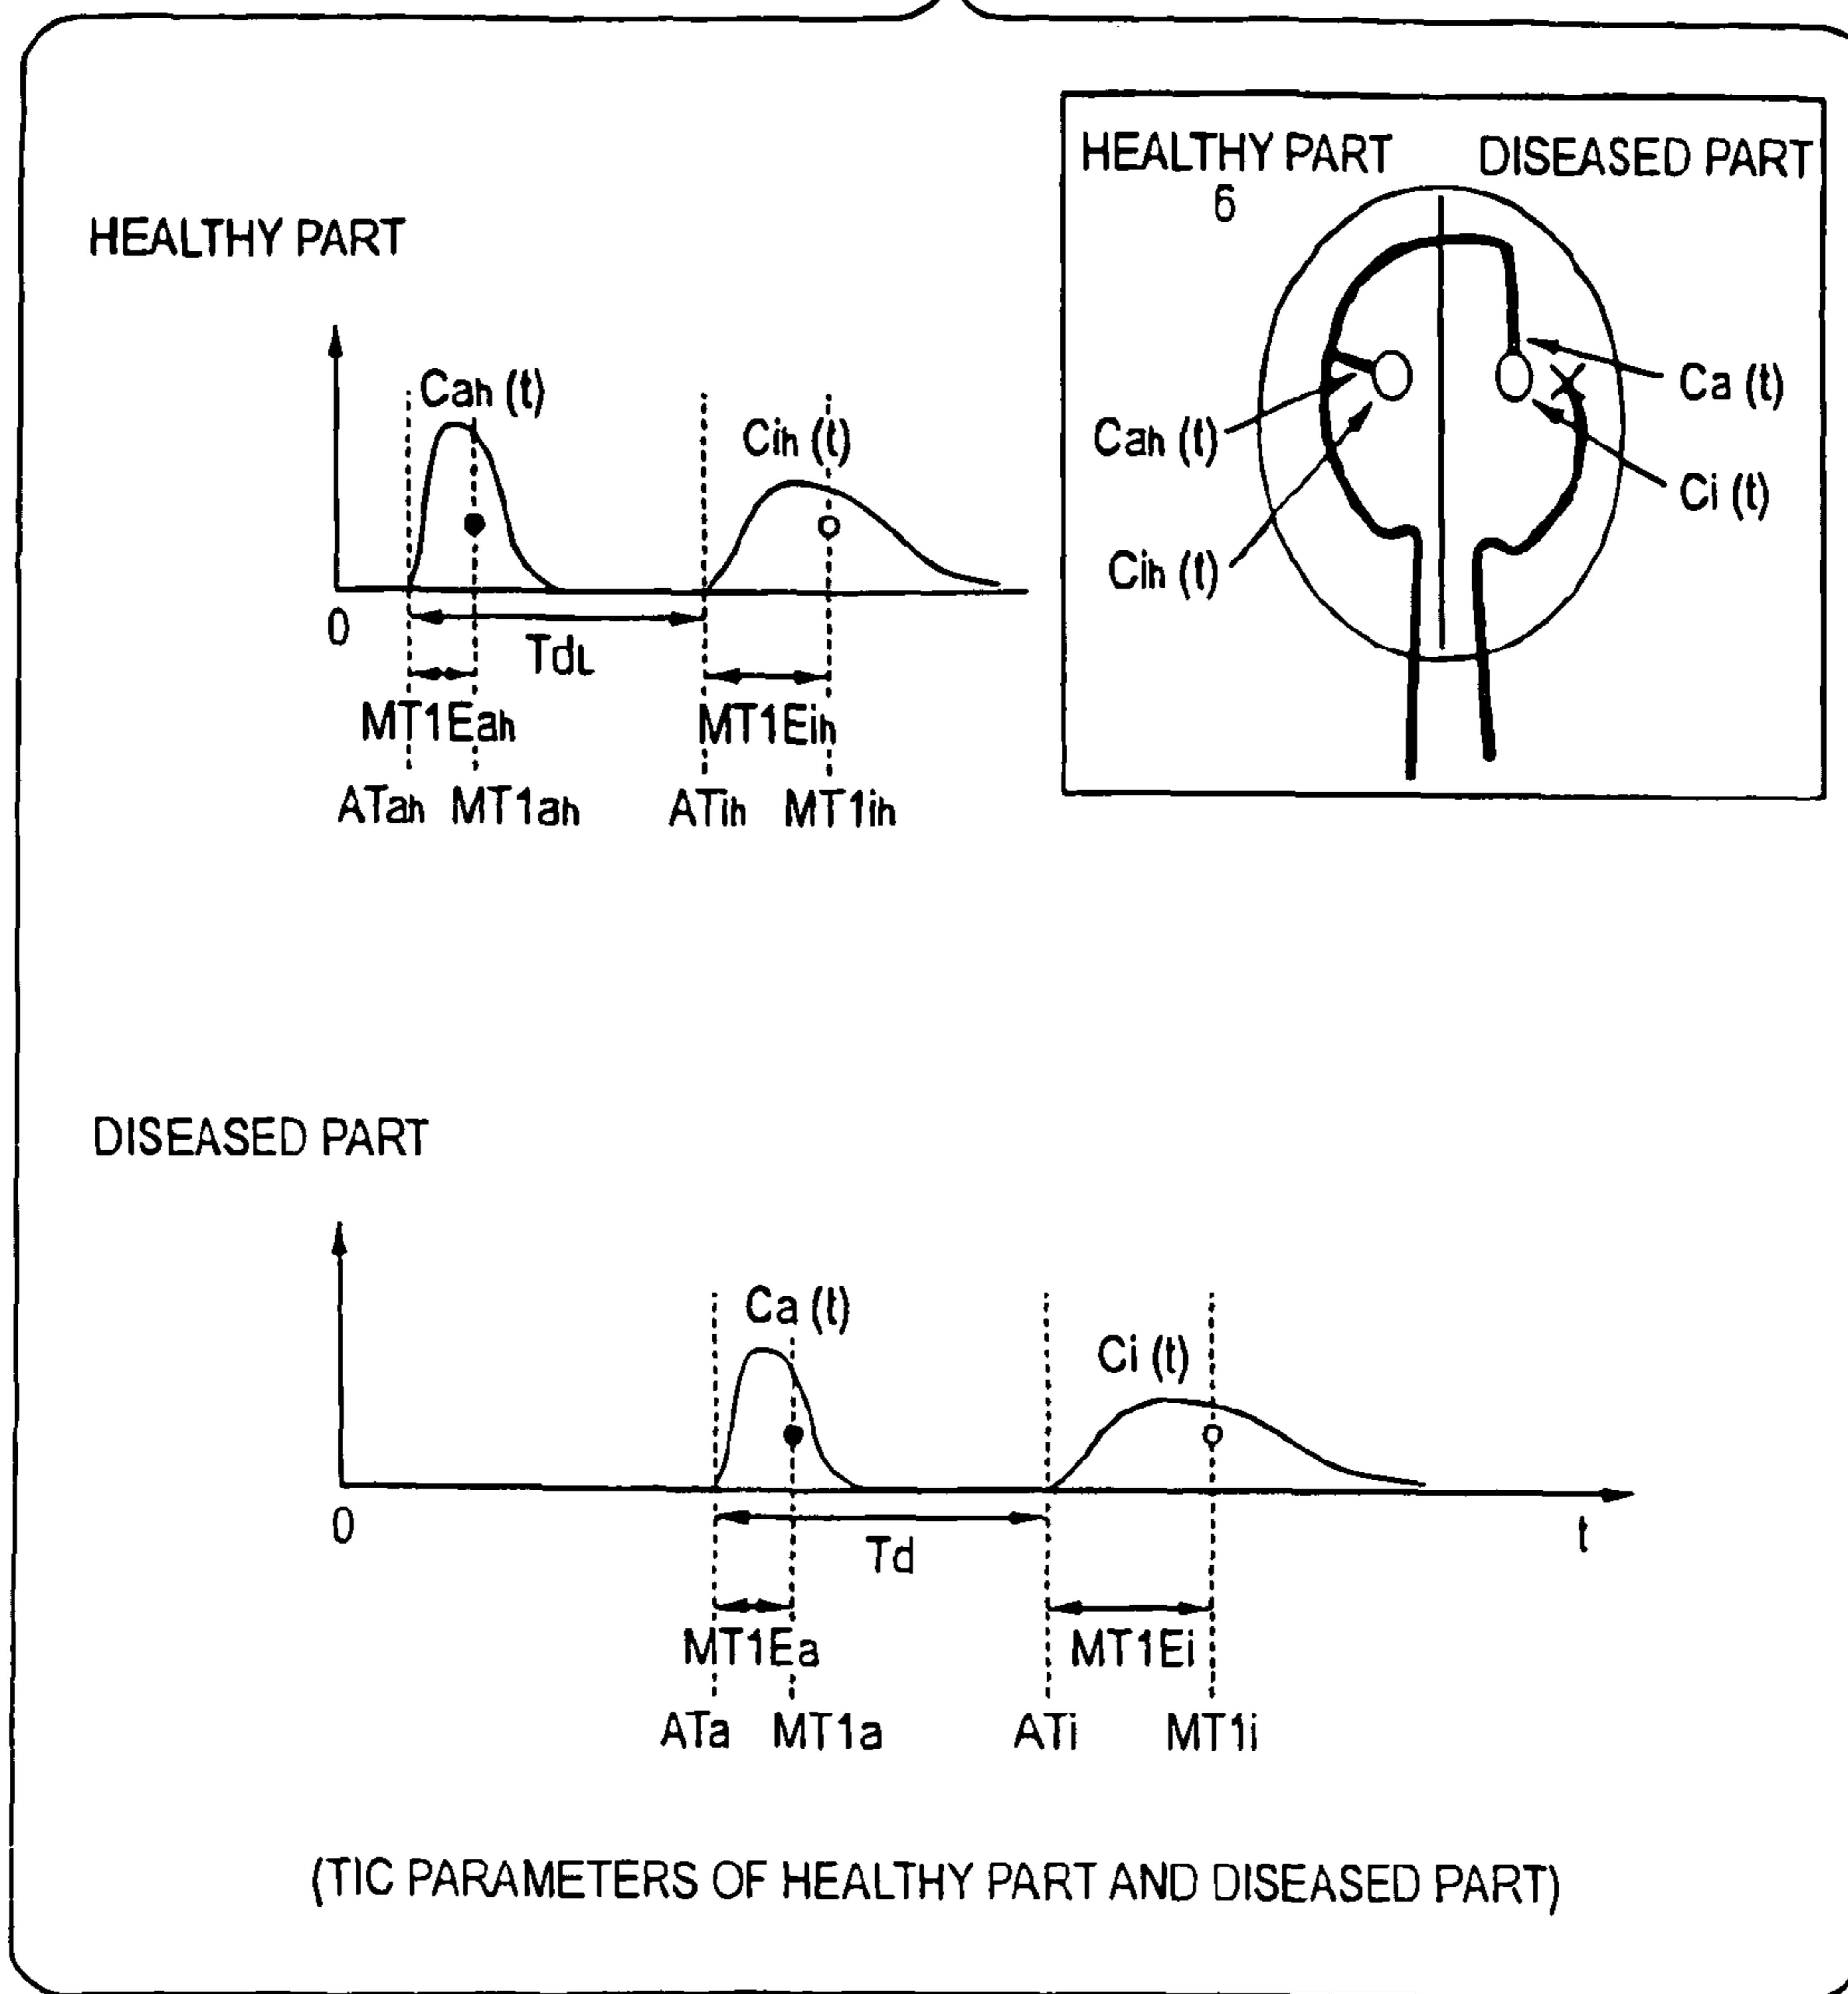 HEALTHY PART DISEASED PART
6
Ca (t)
Cah (t)
Ci (t)
Cih (t)
HEALTHY PART
Cah (t)
Cih (t)
0
TdL
MT1Eah MT1Eih
ATah MT1ah ATih MT1ih
DISEASED PART
Ca (t)
Ci (t)
0
t
Td
MT1Ea MT1Ei
ATa MT1a ATi MT1i
(TIC PARAMETERS OF HEALTHY PART AND DISEASED PART)